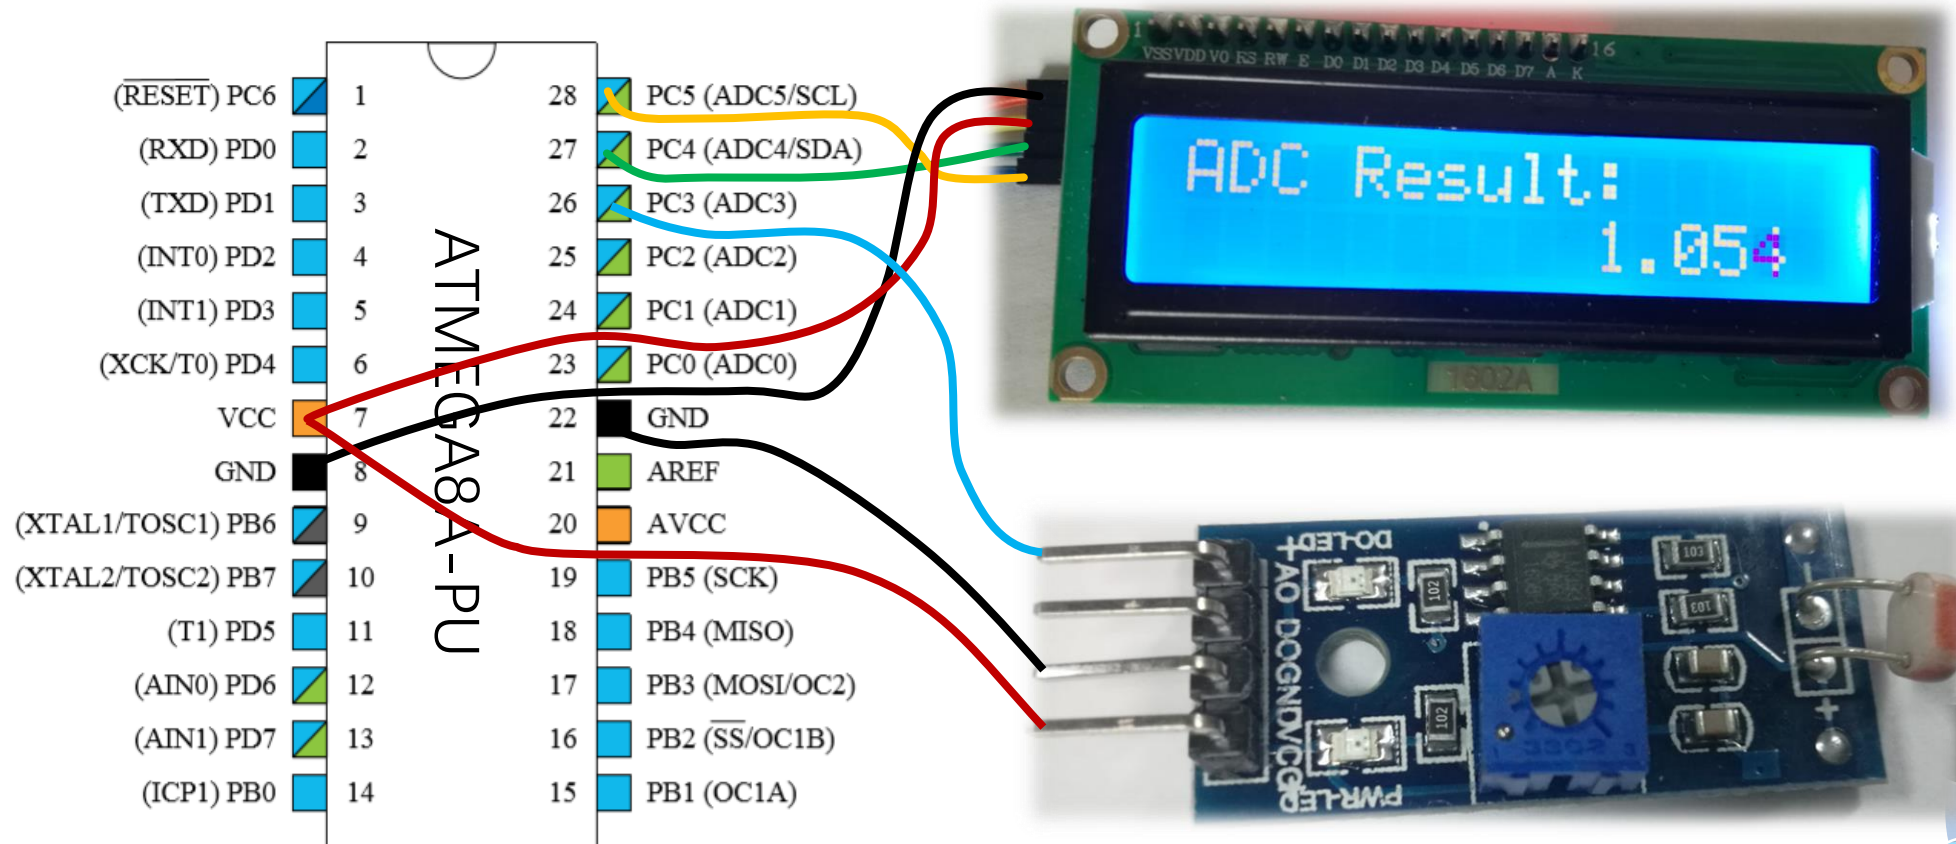 (RESET) PC6 1
(RXD) PD0 2
(TXD) PD1 3
(INT0) PD2 4
(INT1) PD3 5
(XCK/T0) PD4 6
VCC 7
GND 8
(XTAL1/TOSC1) PB6 9
(XTAL2/TOSC2) PB7 10
(T1) PD5 11
(AIN0) PD6 12
(AIN1) PD7 13
(ICP1) PB0 14
ATMEGA8A-PU
28 PC5 (ADC5/SCL)
27 PC4 (ADC4/SDA)
26 PC3 (ADC3)
25 PC2 (ADC2)
24 PC1 (ADC1)
23 PC0 (ADC0)
22 GND
21 AREF
20 AVCC
19 PB5 (SCK)
18 PB4 (MISO)
17 PB3 (MOSI/OC2)
16 PB2 (SS/OC1B)
15 PB1 (OC1A)
1 16
VSS VDD V0 RS RW E D0 D1 D2 D3 D4 D5 D6 D7 A K
ADC Result:
1.054
1602A
DO-LED
AO DO GND VCC
PWR-LED
102
102
103
103
3302
+